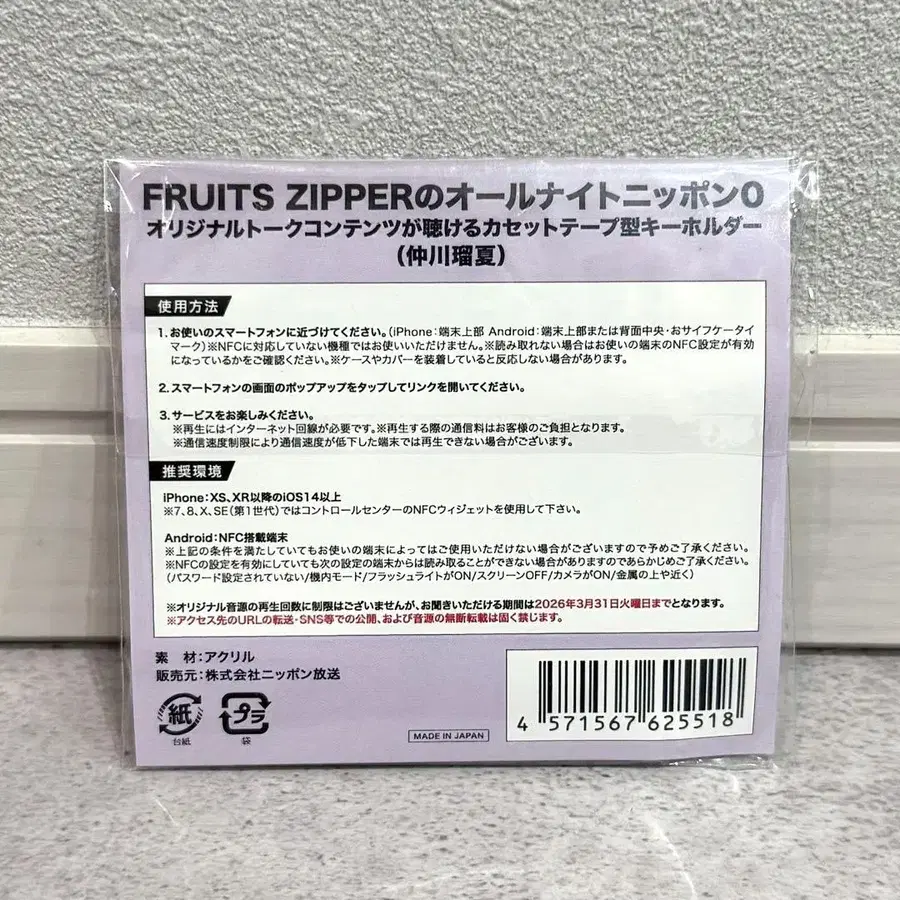 FRUITS ZIPPERのオールナイトニッポン0
オリジナルトークコンテンツが聴けるカセットテープ型キーホルダー
(仲川瑠夏)
使用方法
1. お使いのスマートフォンに近づけてください。(iPhone:端末上部 Android:端末上部または背面中央・おサイフケータイ
マーク)※NFCに対応していない機種ではお使いいただけません。※読み取れない場合はお使いの端末のNFC設定が有効
になっているかをご確認ください。※ケースやカバーを装着していると反応しない場合があります。
2. スマートフォンの画面のポップアップをタップしてリンクを開いてください。
3. サービスをお楽しみください。
※再生にはインターネット回線が必要です。※再生する際の通信料はお客様のご負担となります。
※通信速度制限により通信速度が低下した端末では再生できない場合がございます。
推奨環境
iPhone:XS、XR以降のiOS14以上
※7、8、X、SE(第1世代)ではコントロールセンターのNFCウィジェットを使用して下さい。
Android:NFC搭載端末
※上記の条件を満たしていてもお使いの端末によってはご使用いただけない場合がございますので予めご了承ください。
※NFCの設定を有効にしていても次の設定の端末からは読み取ることができない場合がありますのであらかじめご了承ください。
(パスワード設定されていない/機内モード/フラッシュライトがON/スクリーンOFF/カメラがON/金属の上や近く)
※オリジナル音源の再生回数に制限はございませんが、お聞きいただける期間は2026年3月31日火曜日までとなります。
※アクセス先のURLの転送・SNS等での公開、および音源の無断転載は固く禁じます。
素 材:アクリル
販売元:株式会社ニッポン放送
紙
台紙
プラ
袋
MADE IN JAPAN
4 571567 625518